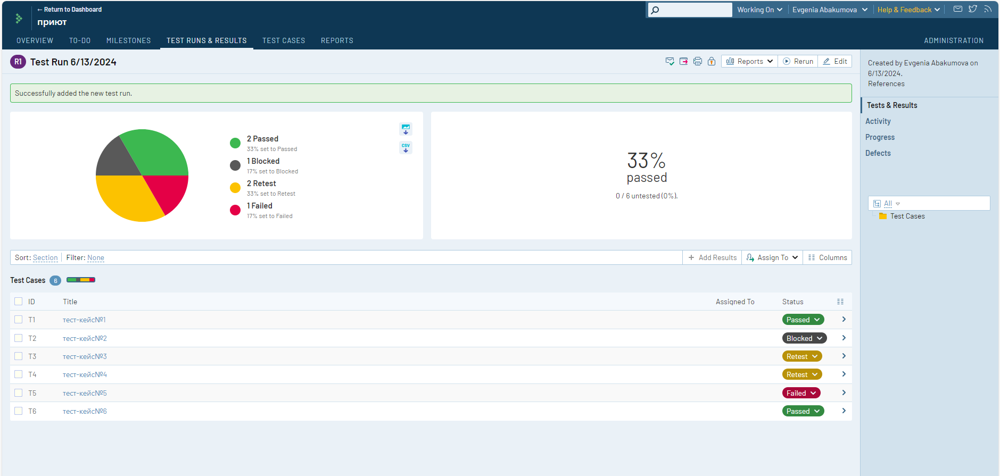 ← Return to Dashboard
приют
Working On
Evgenia Abakumova
Help & Feedback
OVERVIEW
TO-DO
MILESTONES
TEST RUNS & RESULTS
TEST CASES
REPORTS
ADMINISTRATION
R1 Test Run 6/13/2024
Reports
Rerun
Edit
Created by Evgenia Abakumova on
6/13/2024.
References
Successfully added the new test run.
Tests & Results
Activity
Progress
Defects
2 Passed
33% set to Passed
1 Blocked
17% set to Blocked
2 Retest
33% set to Retest
1 Failed
17% set to Failed
CSV
33%
passed
0 / 6 untested (0%).
All
Test Cases
Sort: Section
Filter: None
Add Results
Assign To
Columns
Test Cases 6
ID Title Assigned To Status
T1 тест-кейс№1 Passed
T2 тест-кейс№2 Blocked
T3 тест-кейс№3 Retest
T4 тест-кейс№4 Retest
T5 тест-кейс№5 Failed
T6 тест-кейс№6 Passed